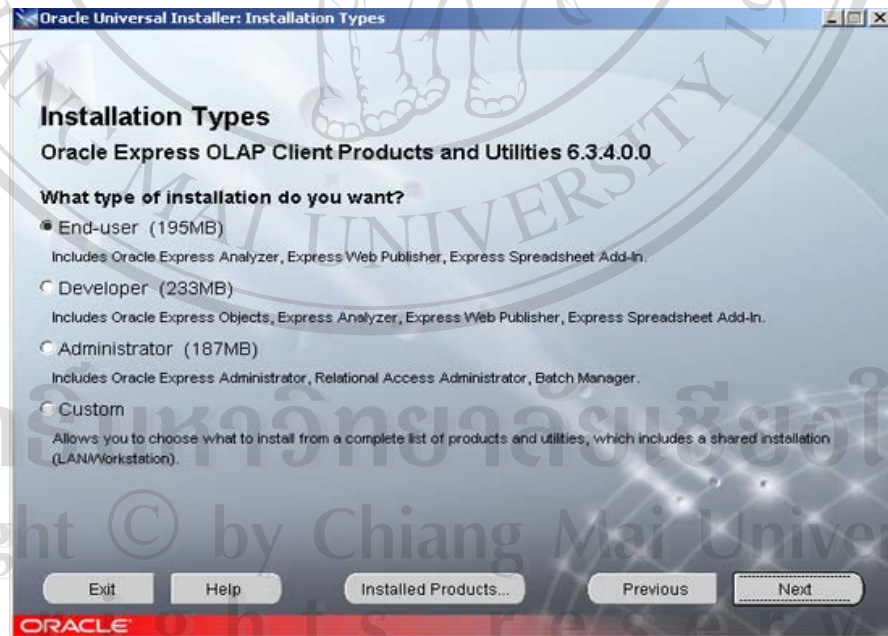 Oracle Universal Installer: Installation Types
Installation Types
Oracle Express OLAP Client Products and Utilities 6.3.4.0.0
What type of installation do you want?
End-user (195MB)
Includes Oracle Express Analyzer, Express Web Publisher, Express Spreadsheet Add-In.
Developer (233MB)
Includes Oracle Express Objects, Express Analyzer, Express Web Publisher, Express Spreadsheet Add-In.
Administrator (187MB)
Includes Oracle Express Administrator, Relational Access Administrator, Batch Manager.
Custom
Allows you to choose what to install from a complete list of products and utilities, which includes a shared installation
(LAN/Workstation).
by Chiang Mai Univer
Exit Help Installed Products... Previous Next
ORACLE